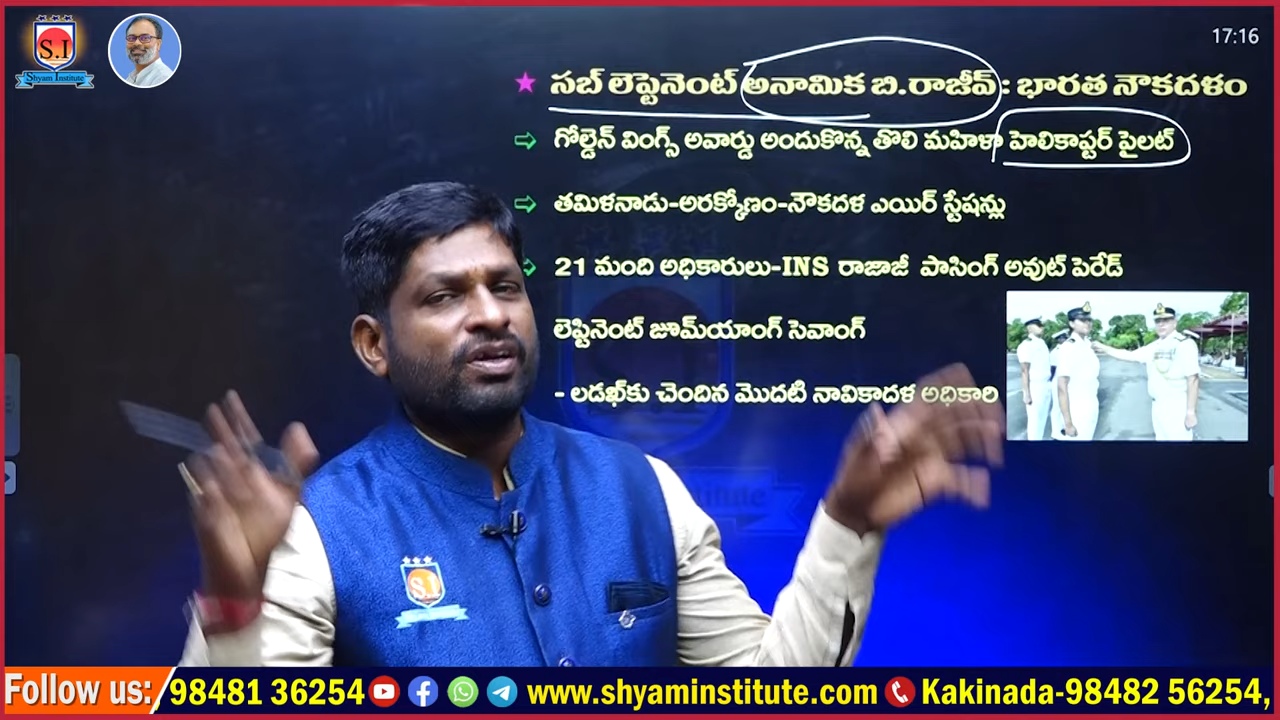 S.I
Shyam Institute
17:16
★ సబ్ లెఫ్టినెంట్ అనామిక బి.రాజీవ్ : భారత నౌకదళం
⇨ గోల్డెన్ వింగ్స్ అవార్డు అందుకొన్న తొలి మహిళా హెలికాప్టర్ పైలట్
⇨ తమిళనాడు-అరక్కోణం-నౌకదళ ఎయిర్ స్టేషన్లు
21 మంది అధికారులు-INS రాజాజీ పాసింగ్ అవుట్ పెరేడ్
లెఫ్టినెంట్ జూమ్‌యాంగ్ సెవాంగ్
- లడఖ్‌కు చెందిన మొదటి నావికాదళ అధికారి
S.I
Follow us: 98481 36254 www.shyaminstitute.com Kakinada-98482 56254,